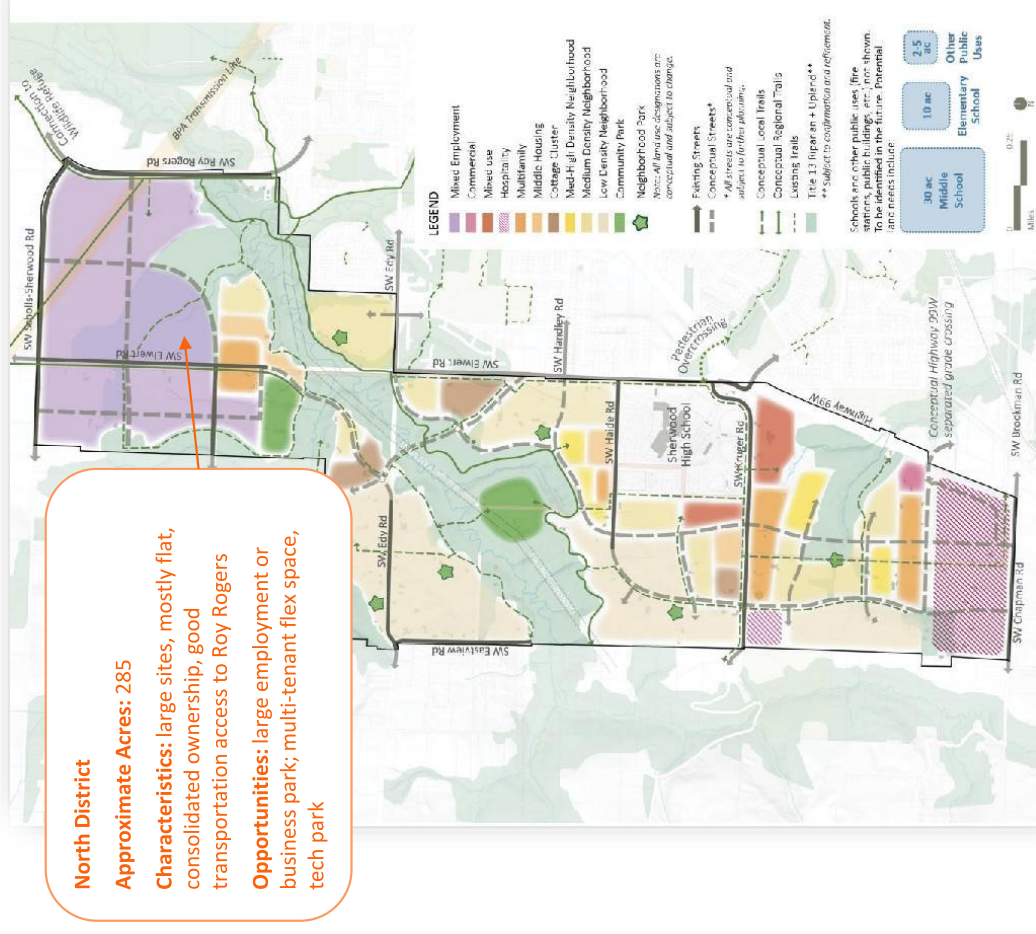 North District
Approximate Acres: 285
Characteristics: large sites, mostly flat,
consolidated ownership, good
transportation access to Roy Rogers
Opportunities: large employment or
business park; multi-tenant flex space,
tech park
Connection to
Wildlife Refuge
BPA Transmission Line
SW Scholls-Sherwood Rd
SW Roy Rogers Rd
SW Elwert Rd
SW Edy Rd
SW Edy Rd
SW Elwert Rd
SW Eastview Rd
SW Handley Rd
SW Haide Rd
Sherwood
High School
Pedestrian
Overcrossing
SW Kruger Rd
Highway 99W
Conceptual Highway 99W
separated grade crossing
SW Brookman Rd
SW Chapman Rd
LEGEND
Mixed Employment
Commercial
Mixed use
Hospitality
Multifamily
Middle Housing
Cottage Cluster
Med-High Density Neighborhood
Medium Density Neighborhood
Low Density Neighborhood
Community Park
Neighborhood Park
Note: All land use designations are
conceptual and subject to change.
Existing Streets
Conceptual Streets*
* All streets are conceptual and
subject to further planning.
Conceptual Local Trails
Conceptual Regional Trails
Existing Trails
Title 13 Riparian + Upland**
** Subject to confirmation and refinement.
Schools and other public uses (fire
stations, public buildings, etc.) not shown.
To be identified in the future. Potential
land needs include:
30 ac
Middle
School
10 ac
Elementary
School
2-5
ac
Other
Public
Uses
0
0.25
Miles
N